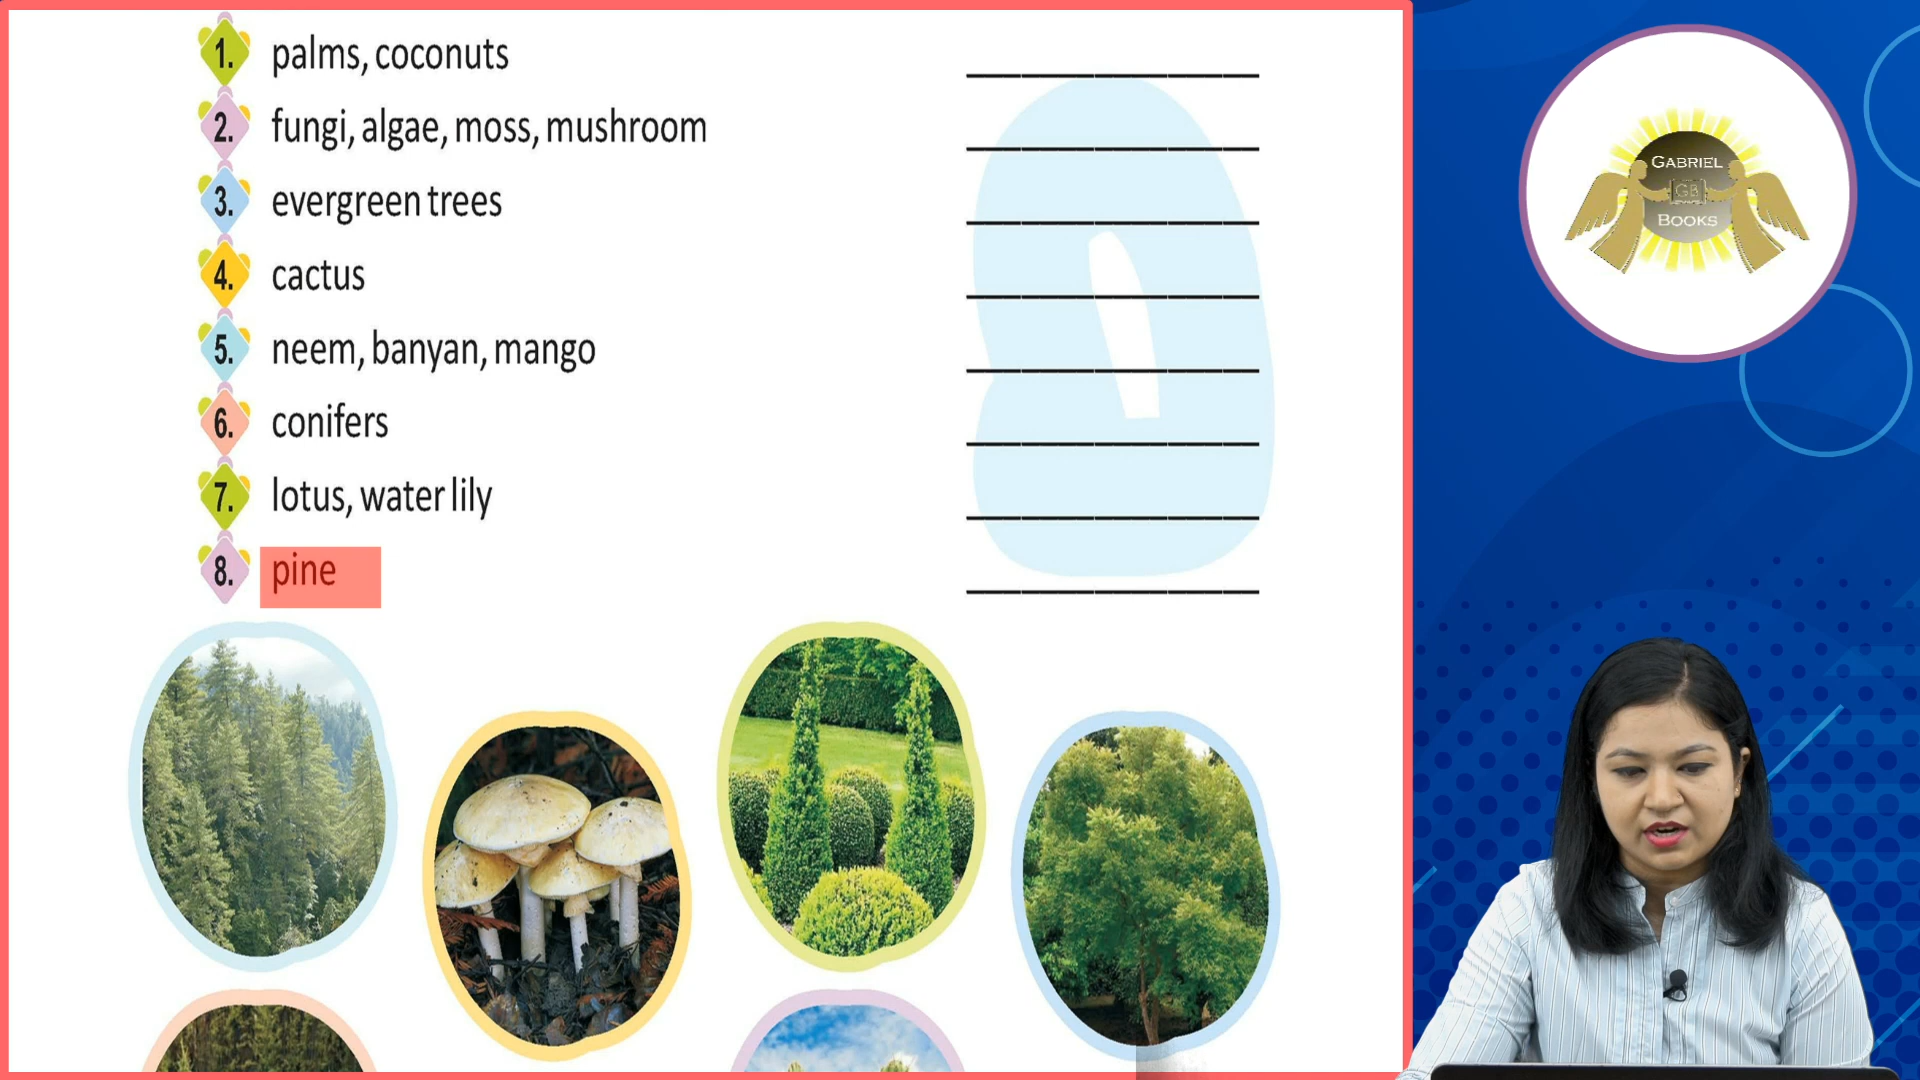 1. palms, coconuts
2. fungi, algae, moss, mushroom
3. evergreen trees
4. cactus
5. neem, banyan, mango
6. conifers
7. lotus, water lily
8. pine
GABRIEL
GB
BOOKS